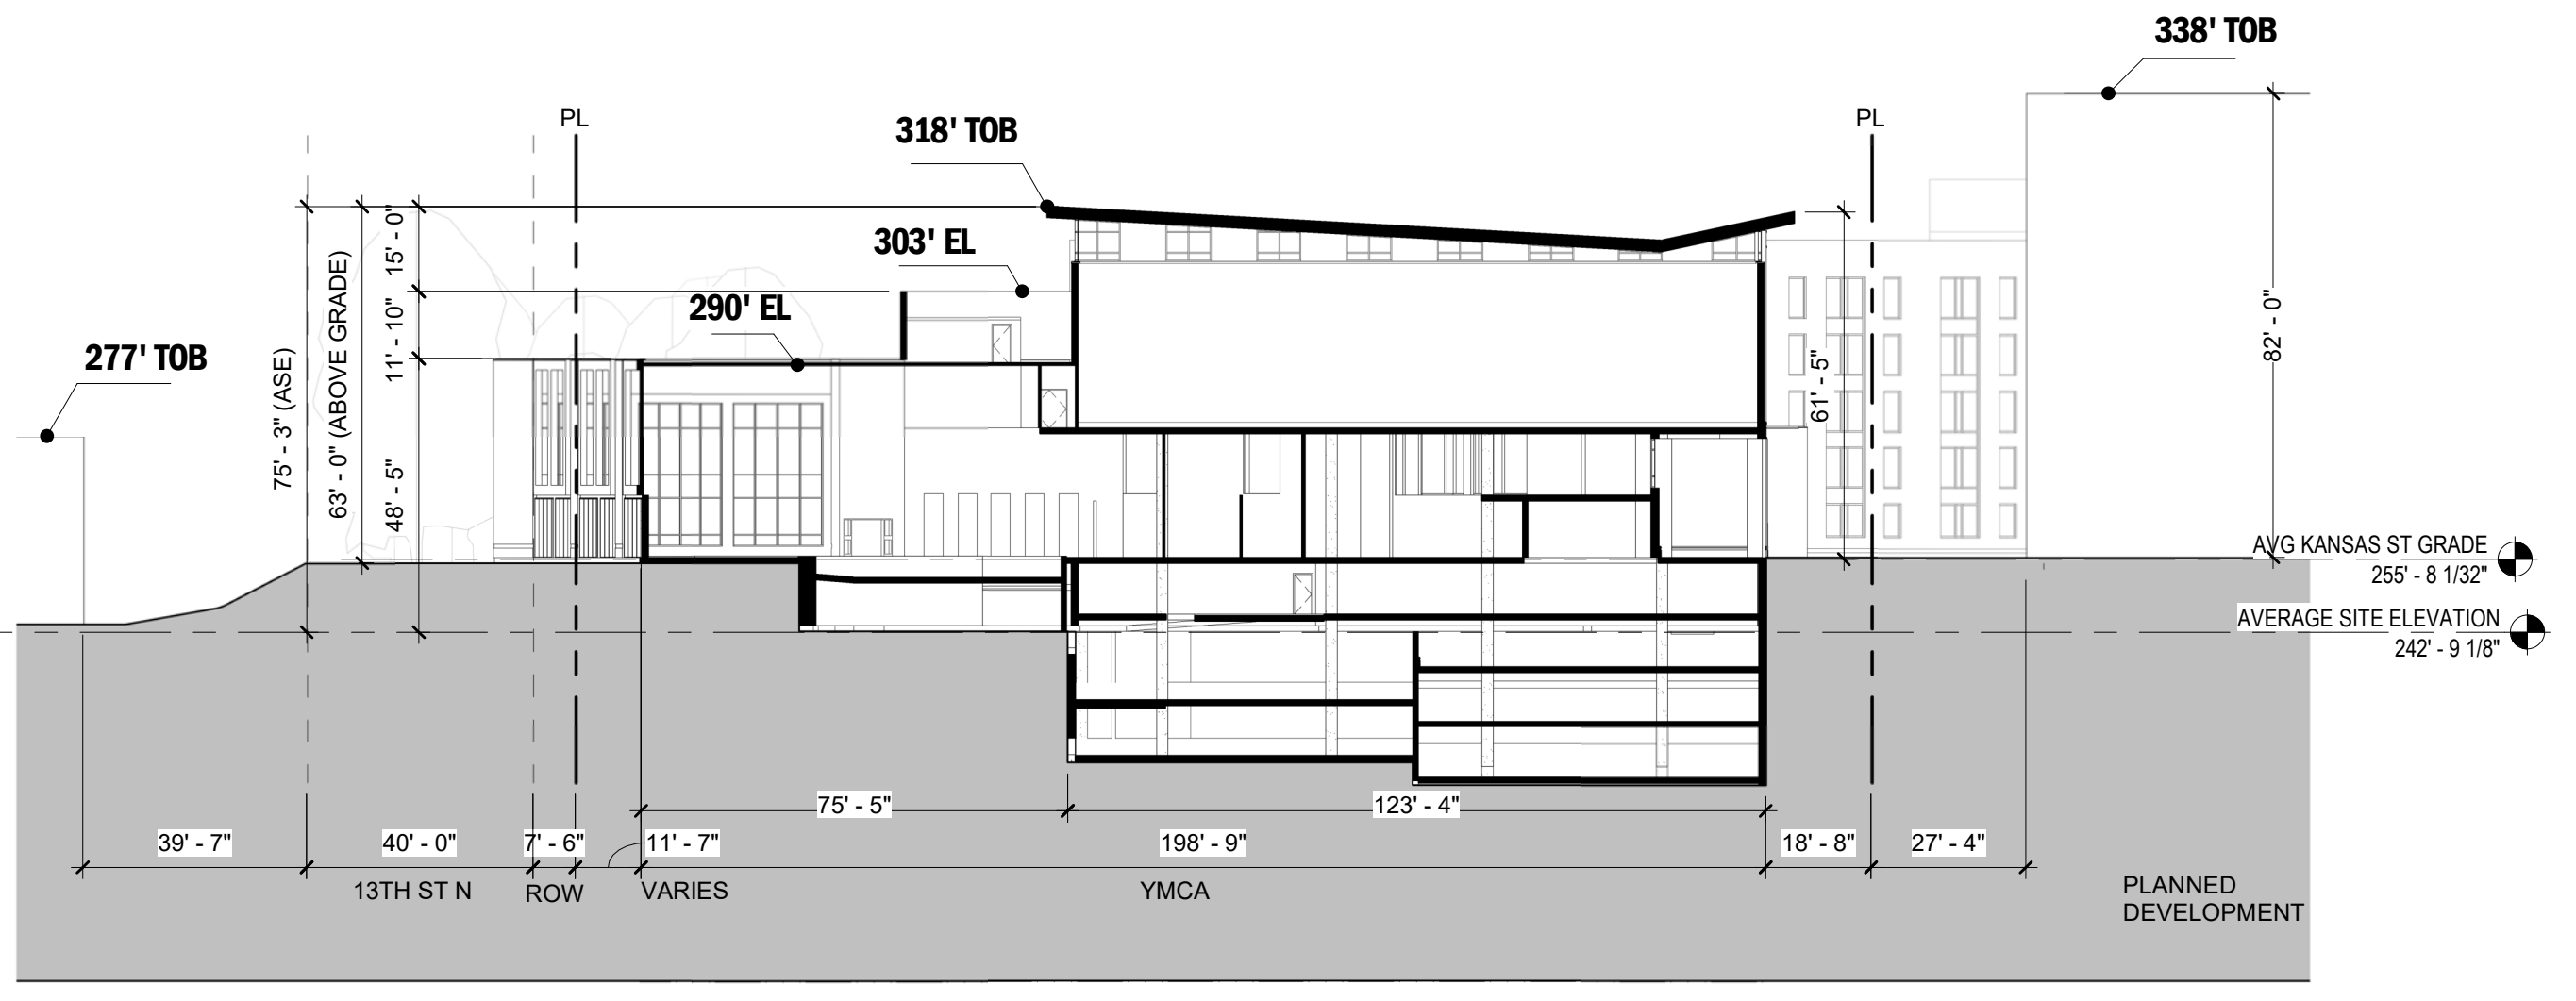 338' TOB
PL
PL
318' TOB
303' EL
290' EL
277' TOB
15' - 0"
11' - 10"
48' - 5"
63' - 0" (ABOVE GRADE)
75' - 3" (ASE)
61' - 5"
82' - 0"
AVG KANSAS ST GRADE
255' - 8 1/32"
AVERAGE SITE ELEVATION
242' - 9 1/8"
75' - 5"
123' - 4"
39' - 7"
40' - 0"
7' - 6"
11' - 7"
198' - 9"
18' - 8"
27' - 4"
13TH ST N
ROW
VARIES
YMCA
PLANNED
DEVELOPMENT